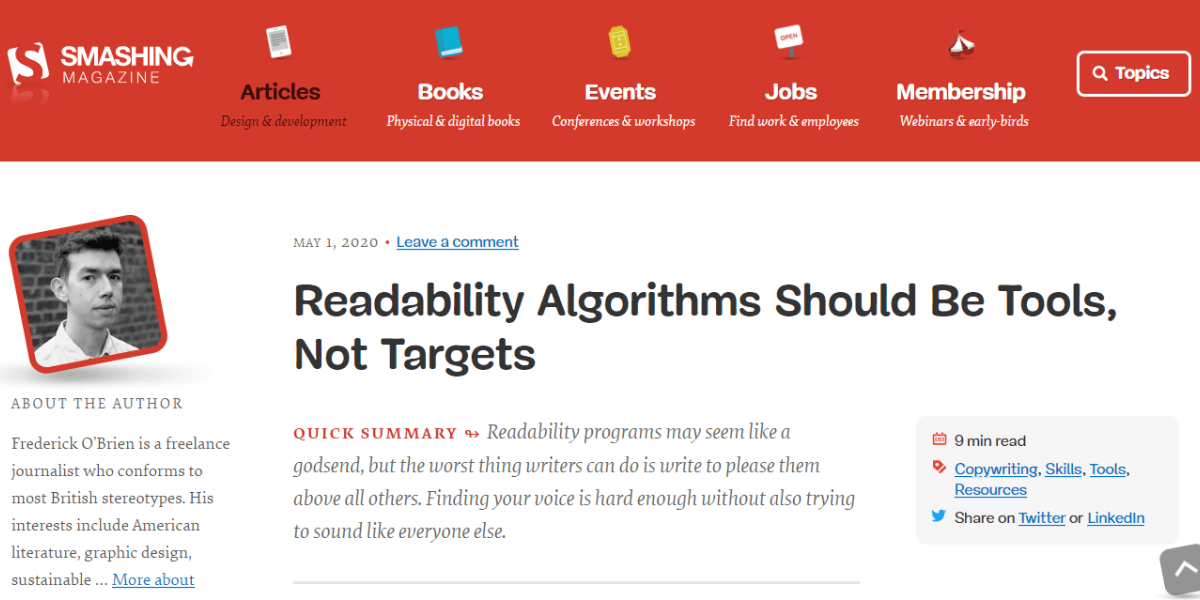 SMASHING
MAGAZINE
Articles
Design & development
Books
Physical & digital books
Events
Conferences & workshops
OPEN
Jobs
Find work & employees
Membership
Webinars & early-birds
Topics
MAY 1, 2020 • Leave a comment
Readability Algorithms Should Be Tools,
Not Targets
ABOUT THE AUTHOR
Frederick O’Brien is a freelance
journalist who conforms to
most British stereotypes. His
interests include American
literature, graphic design,
sustainable … More about
QUICK SUMMARY ↬ Readability programs may seem like a
godsend, but the worst thing writers can do is write to please them
above all others. Finding your voice is hard enough without also trying
to sound like everyone else.
9 min read
Copywriting, Skills, Tools,
Resources
Share on Twitter or LinkedIn